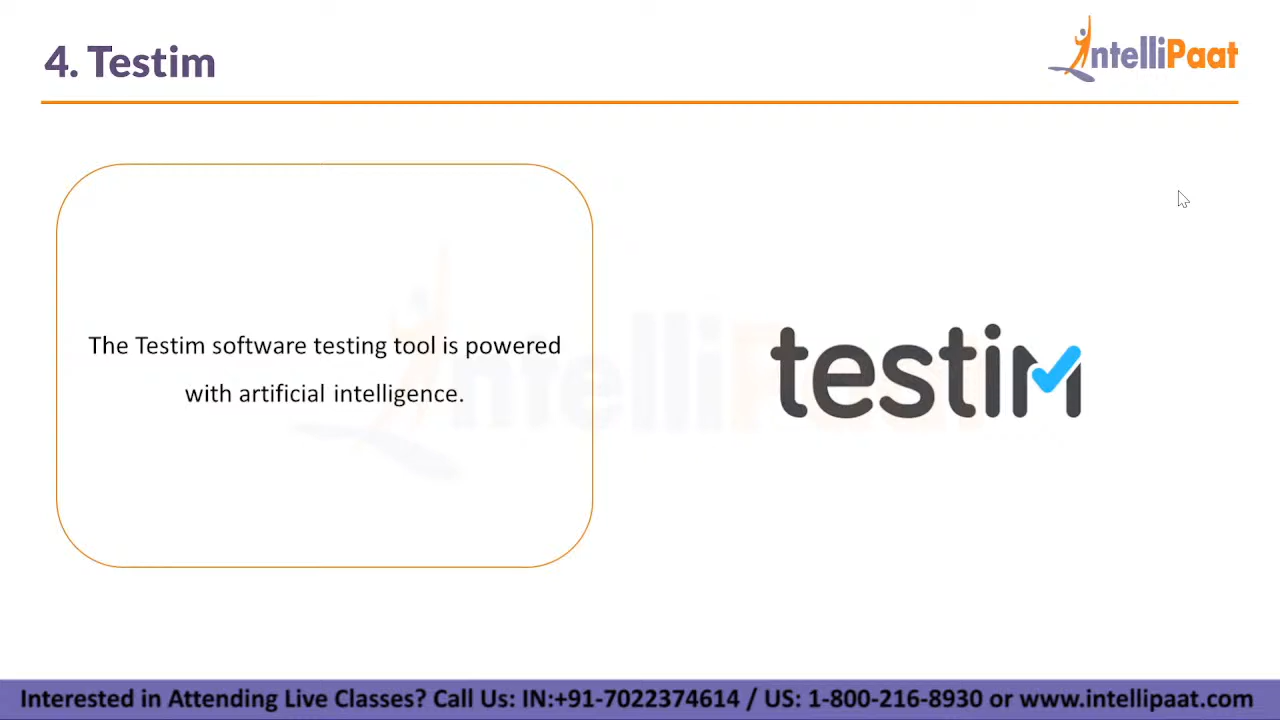 4. Testim
IntelliPaat
The Testim software testing tool is powered
with artificial intelligence.
testim
IntelliPaat
Interested in Attending Live Classes? Call Us: IN:+91-7022374614 / US: 1-800-216-8930 or www.intellipaat.com